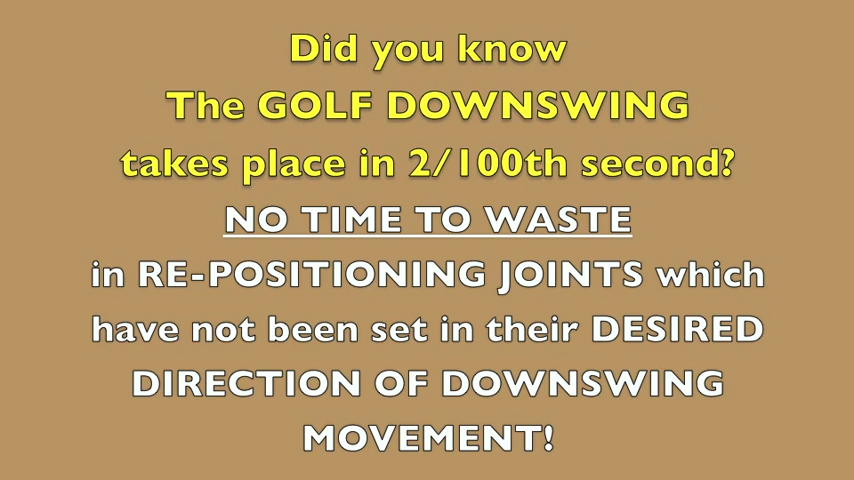 Did you know
The GOLF DOWNSWING
takes place in 2/100th second?
NO TIME TO WASTE
in RE-POSITIONING JOINTS which
have not been set in their DESIRED
DIRECTION OF DOWNSWING
MOVEMENT!